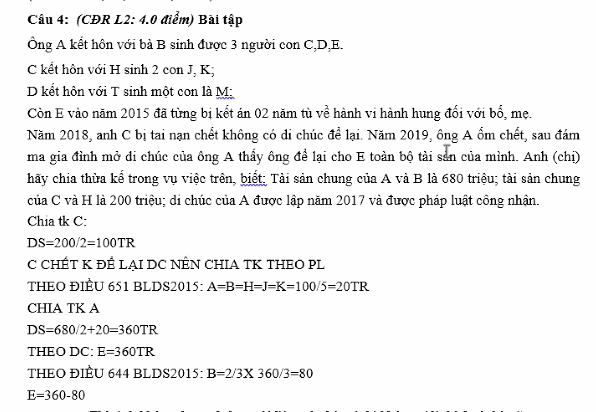 Câu 4: (CĐR L2: 4.0 điểm) Bài tập
Ông A kết hôn với bà B sinh được 3 người con C,D,E.
C kết hôn với H sinh 2 con J, K;
D kết hôn với T sinh một con là M;
Còn E vào năm 2015 đã từng bị kết án 02 năm tù về hành vi hành hung đối với bố, mẹ.
Năm 2018, anh C bị tai nạn chết không có di chúc để lại. Năm 2019, ông A ốm chết, sau đám
ma gia đình mở di chúc của ông A thấy ông để lại cho E toàn bộ tài sản của mình. Anh (chị)
hãy chia thừa kế trong vụ việc trên, biết: Tài sản chung của A và B là 680 triệu; tài sản chung
của C và H là 200 triệu; di chúc của A được lập năm 2017 và được pháp luật công nhận.
Chia tk C:
DS=200/2=100TR
C CHẾT K ĐỂ LẠI DC NÊN CHIA TK THEO PL
THEO ĐIỀU 651 BLDS2015: A=B=H=J=K=100/5=20TR
CHIA TK A
DS=680/2+20=360TR
THEO DC: E=360TR
THEO ĐIỀU 644 BLDS2015: B=2/3X 360/3=80
E=360-80